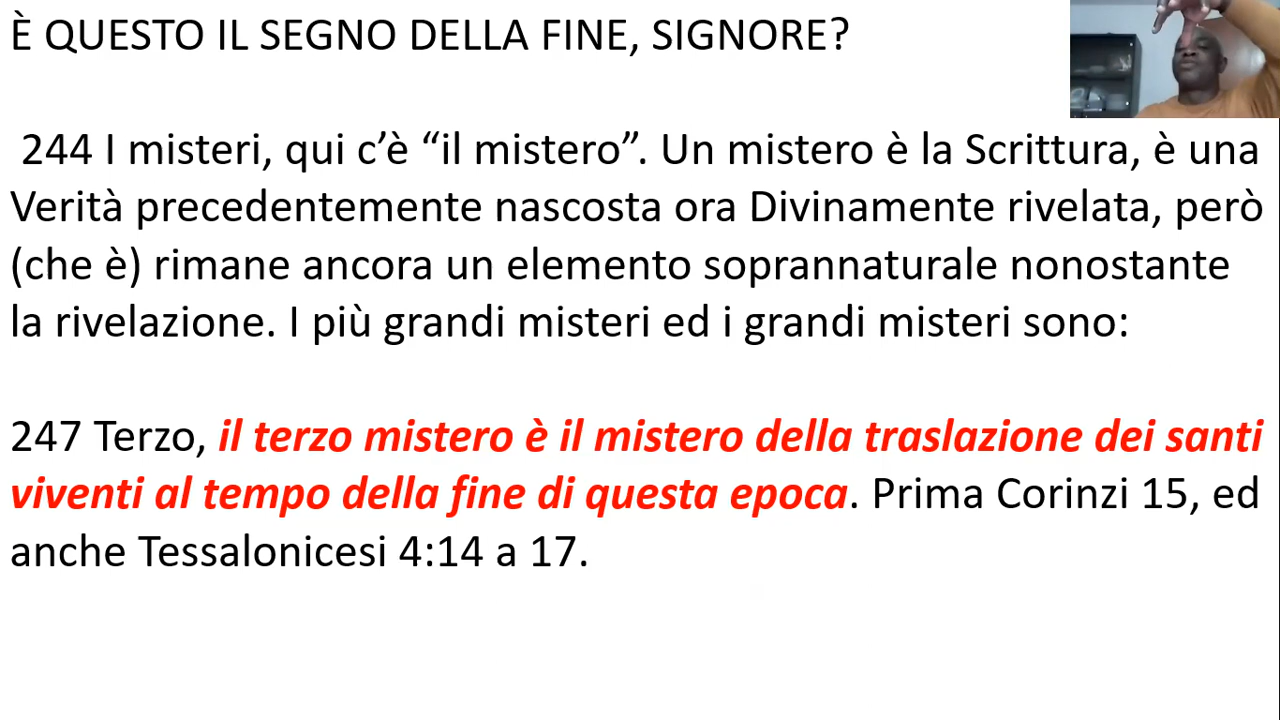 È QUESTO IL SEGNO DELLA FINE, SIGNORE?
244 I misteri, qui c’è “il mistero”. Un mistero è la Scrittura, è una
Verità precedentemente nascosta ora Divinamente rivelata, però
(che è) rimane ancora un elemento soprannaturale nonostante
la rivelazione. I più grandi misteri ed i grandi misteri sono:
247 Terzo, il terzo mistero è il mistero della traslazione dei santi
viventi al tempo della fine di questa epoca. Prima Corinzi 15, ed
anche Tessalonicesi 4:14 a 17.